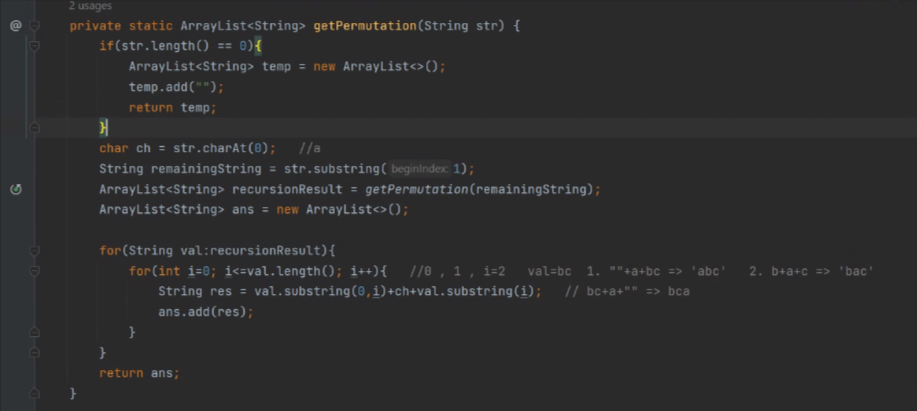 2 usages
@ private static ArrayList<String> getPermutation(String str) {
if(str.length() == 0){
ArrayList<String> temp = new ArrayList<>();
temp.add("");
return temp;
}
char ch = str.charAt(0); //a
String remainingString = str.substring( beginIndex: 1);
ArrayList<String> recursionResult = getPermutation(remainingString);
ArrayList<String> ans = new ArrayList<>();
for(String val:recursionResult){
for(int i=0; i<=val.length(); i++){ //0 , 1 , i=2 val=bc 1. ""+a+bc => 'abc' 2. b+a+c => 'bac'
String res = val.substring(0,i)+ch+val.substring(i); // bc+a+"" => bca
ans.add(res);
}
}
return ans;
}